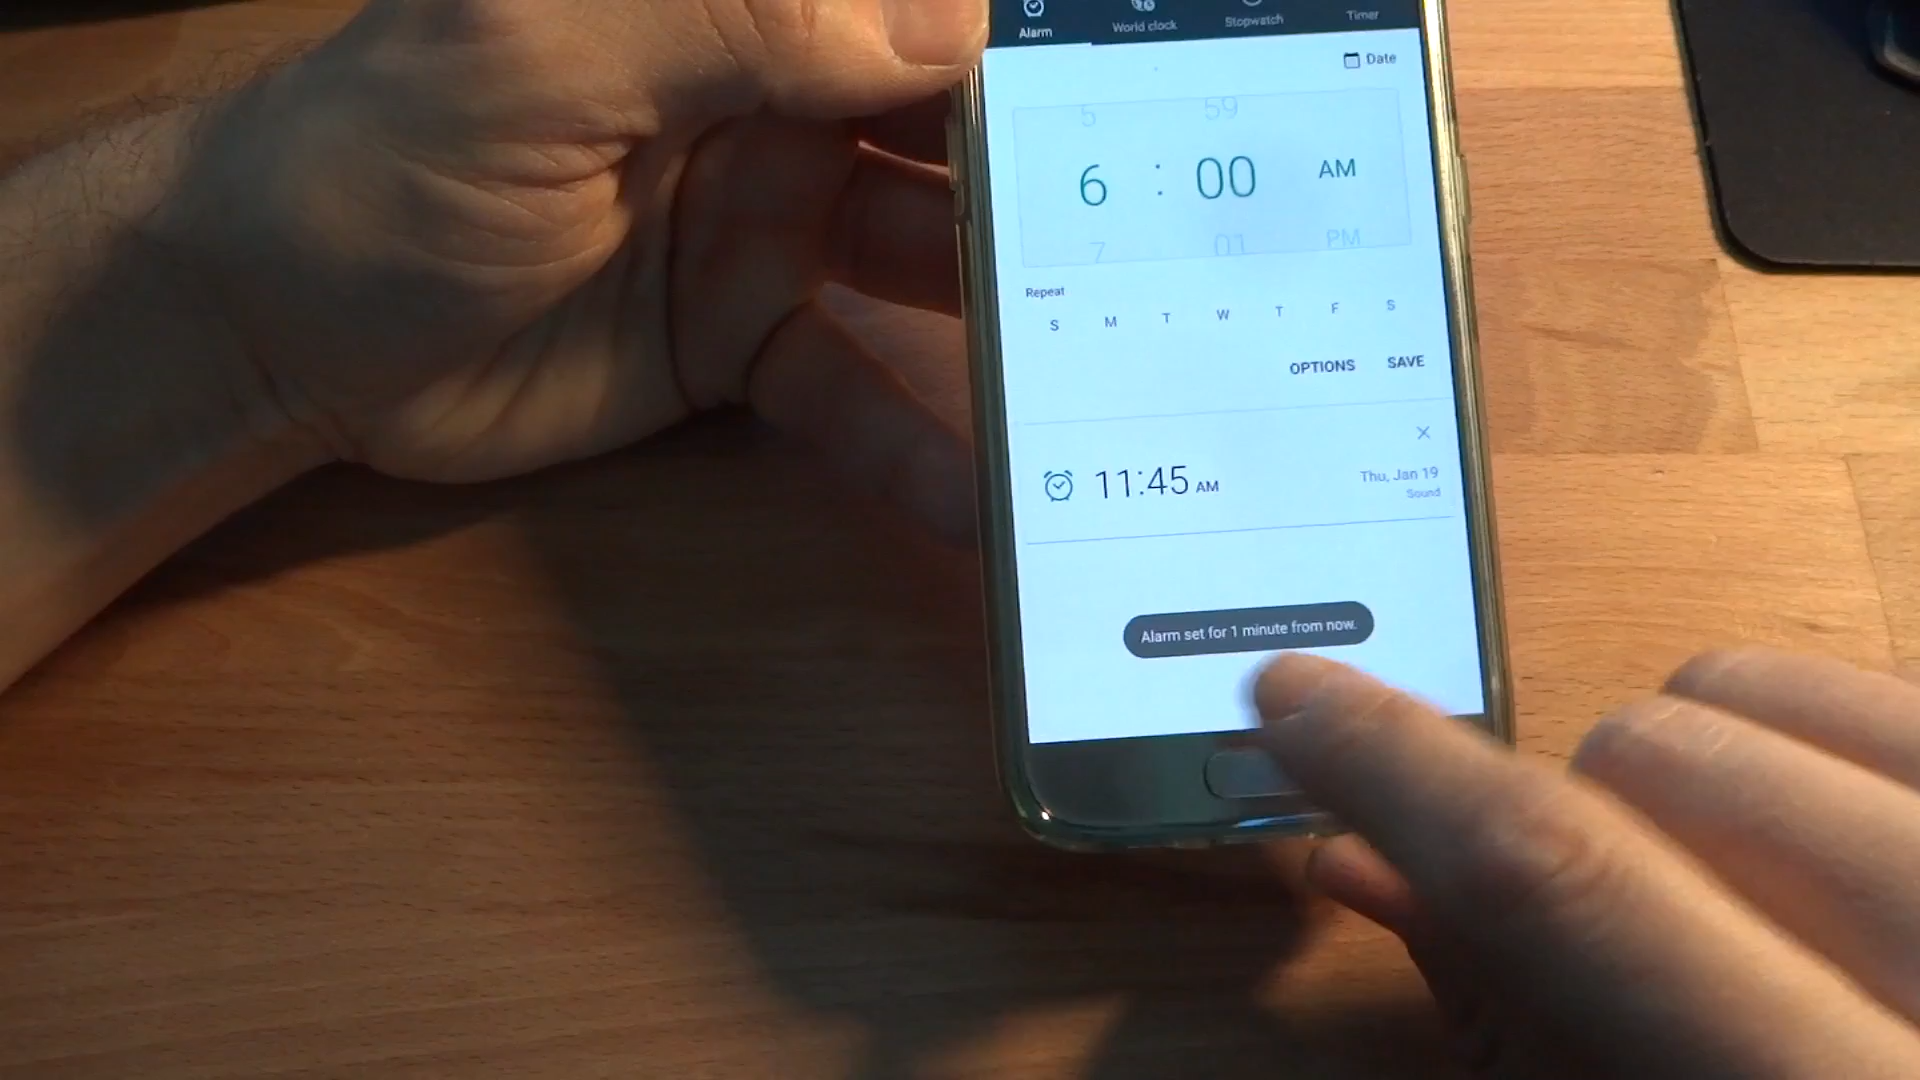 Alarm
World clock
Stopwatch
Timer
Date
5 59
6 : 00 AM
7 01 PM
Repeat
S M T W T F S
OPTIONS SAVE
11:45 AM
Thu, Jan 19
Sound
Alarm set for 1 minute from now.